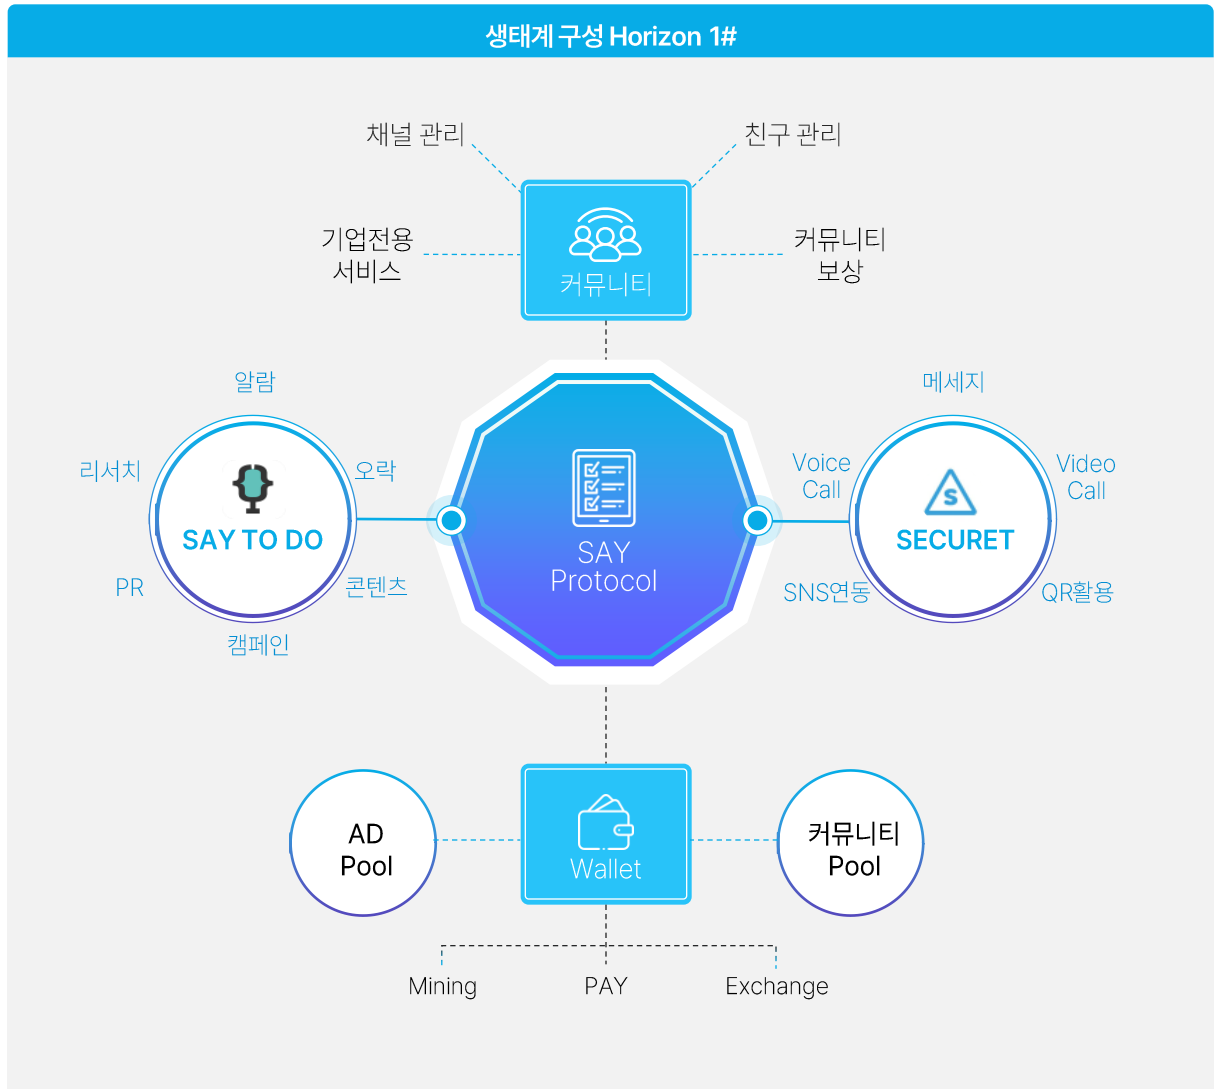 생태계 구성 Horizon 1#
채널 관리
친구 관리
기업전용
서비스
커뮤니티
커뮤니티
보상
알람
리서치
오락
SAY TO DO
PR
콘텐츠
캠페인
SAY
Protocol
메세지
Voice
Call
Video
Call
S
SECURET
SNS연동
QR활용
AD
Pool
Wallet
커뮤니티
Pool
Mining
PAY
Exchange